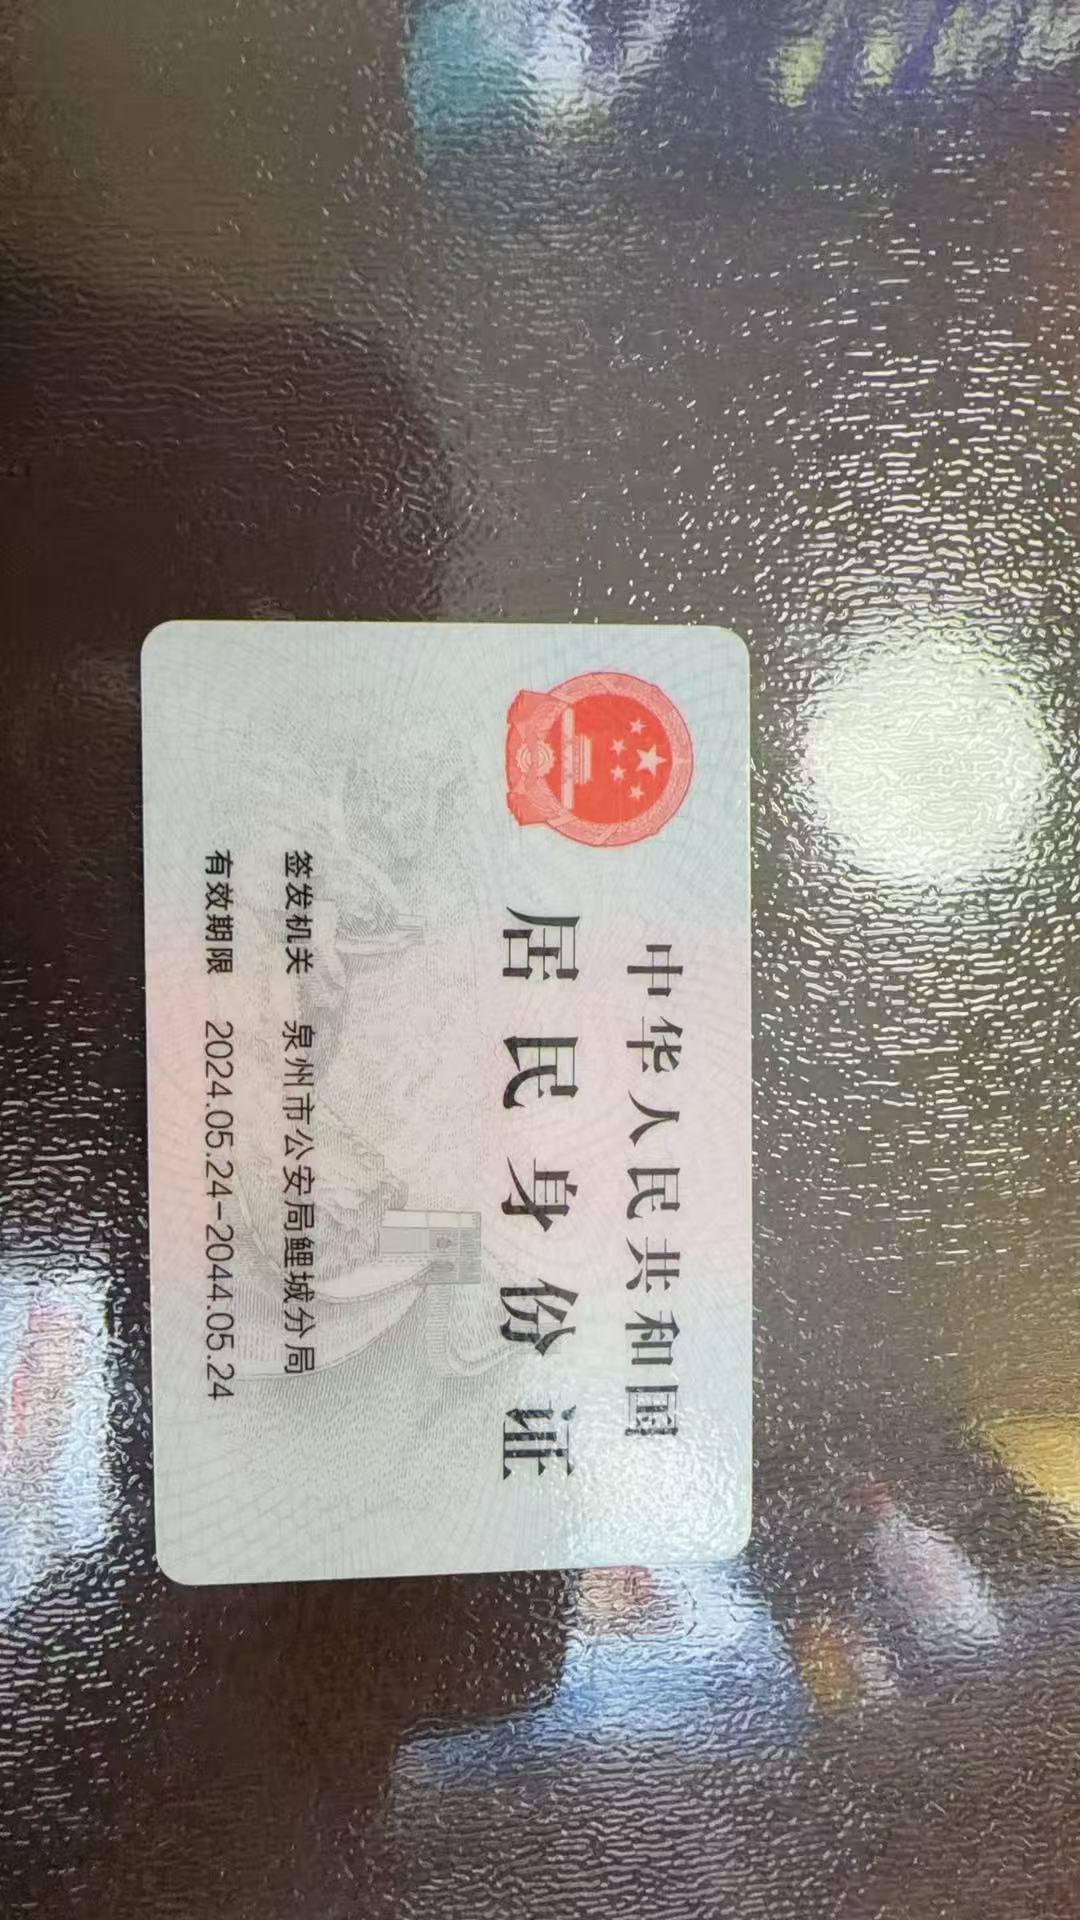 中华人民共和国
居民身份证
签发机关 泉州市公安局鲤城分局
有效期限 2024.05.24-2044.05.24